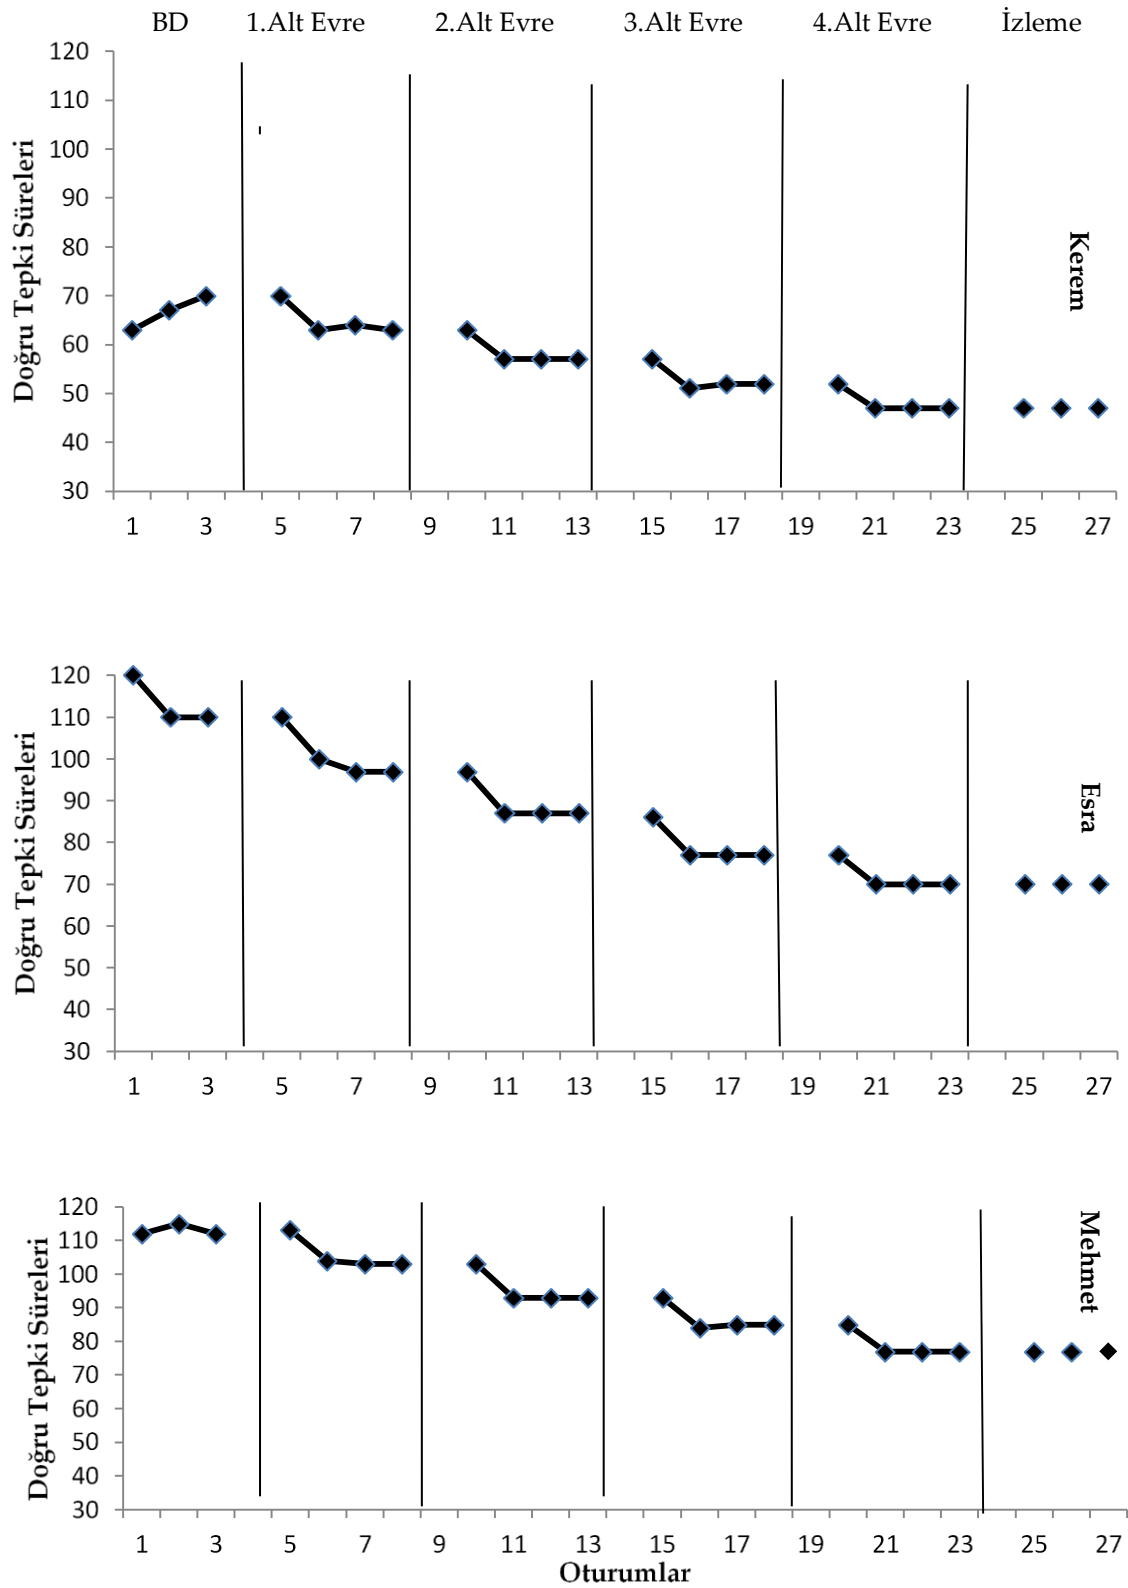 BD 1.Alt Evre 2.Alt Evre 3.Alt Evre 4.Alt Evre İzleme
Doğru Tepki Süreleri
120
110
100
90
80
70
60
50
40
30
Kerem
1 3 5 7 9 11 13 15 17 19 21 23 25 27
Doğru Tepki Süreleri
120
110
100
90
80
70
60
50
40
30
Esra
1 3 5 7 9 11 13 15 17 19 21 23 25 27
Doğru Tepki Süreleri
120
110
100
90
80
70
60
50
40
30
Mehmet
1 3 5 7 9 11 13 15 17 19 21 23 25 27
Oturumlar